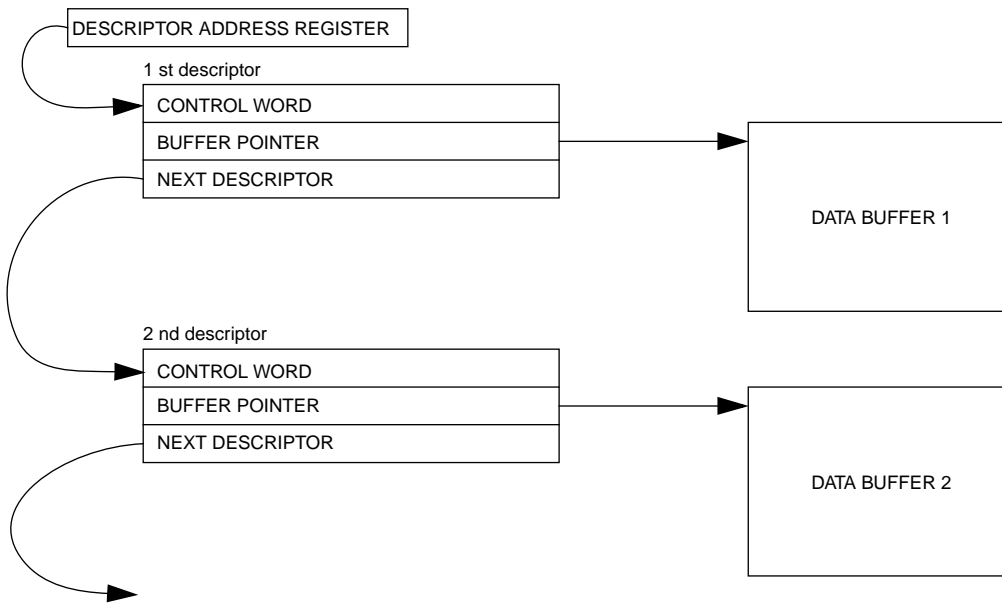 DESCRIPTOR ADDRESS REGISTER
1 st descriptor
CONTROL WORD
BUFFER POINTER
NEXT DESCRIPTOR
DATA BUFFER 1
2 nd descriptor
CONTROL WORD
BUFFER POINTER
NEXT DESCRIPTOR
DATA BUFFER 2